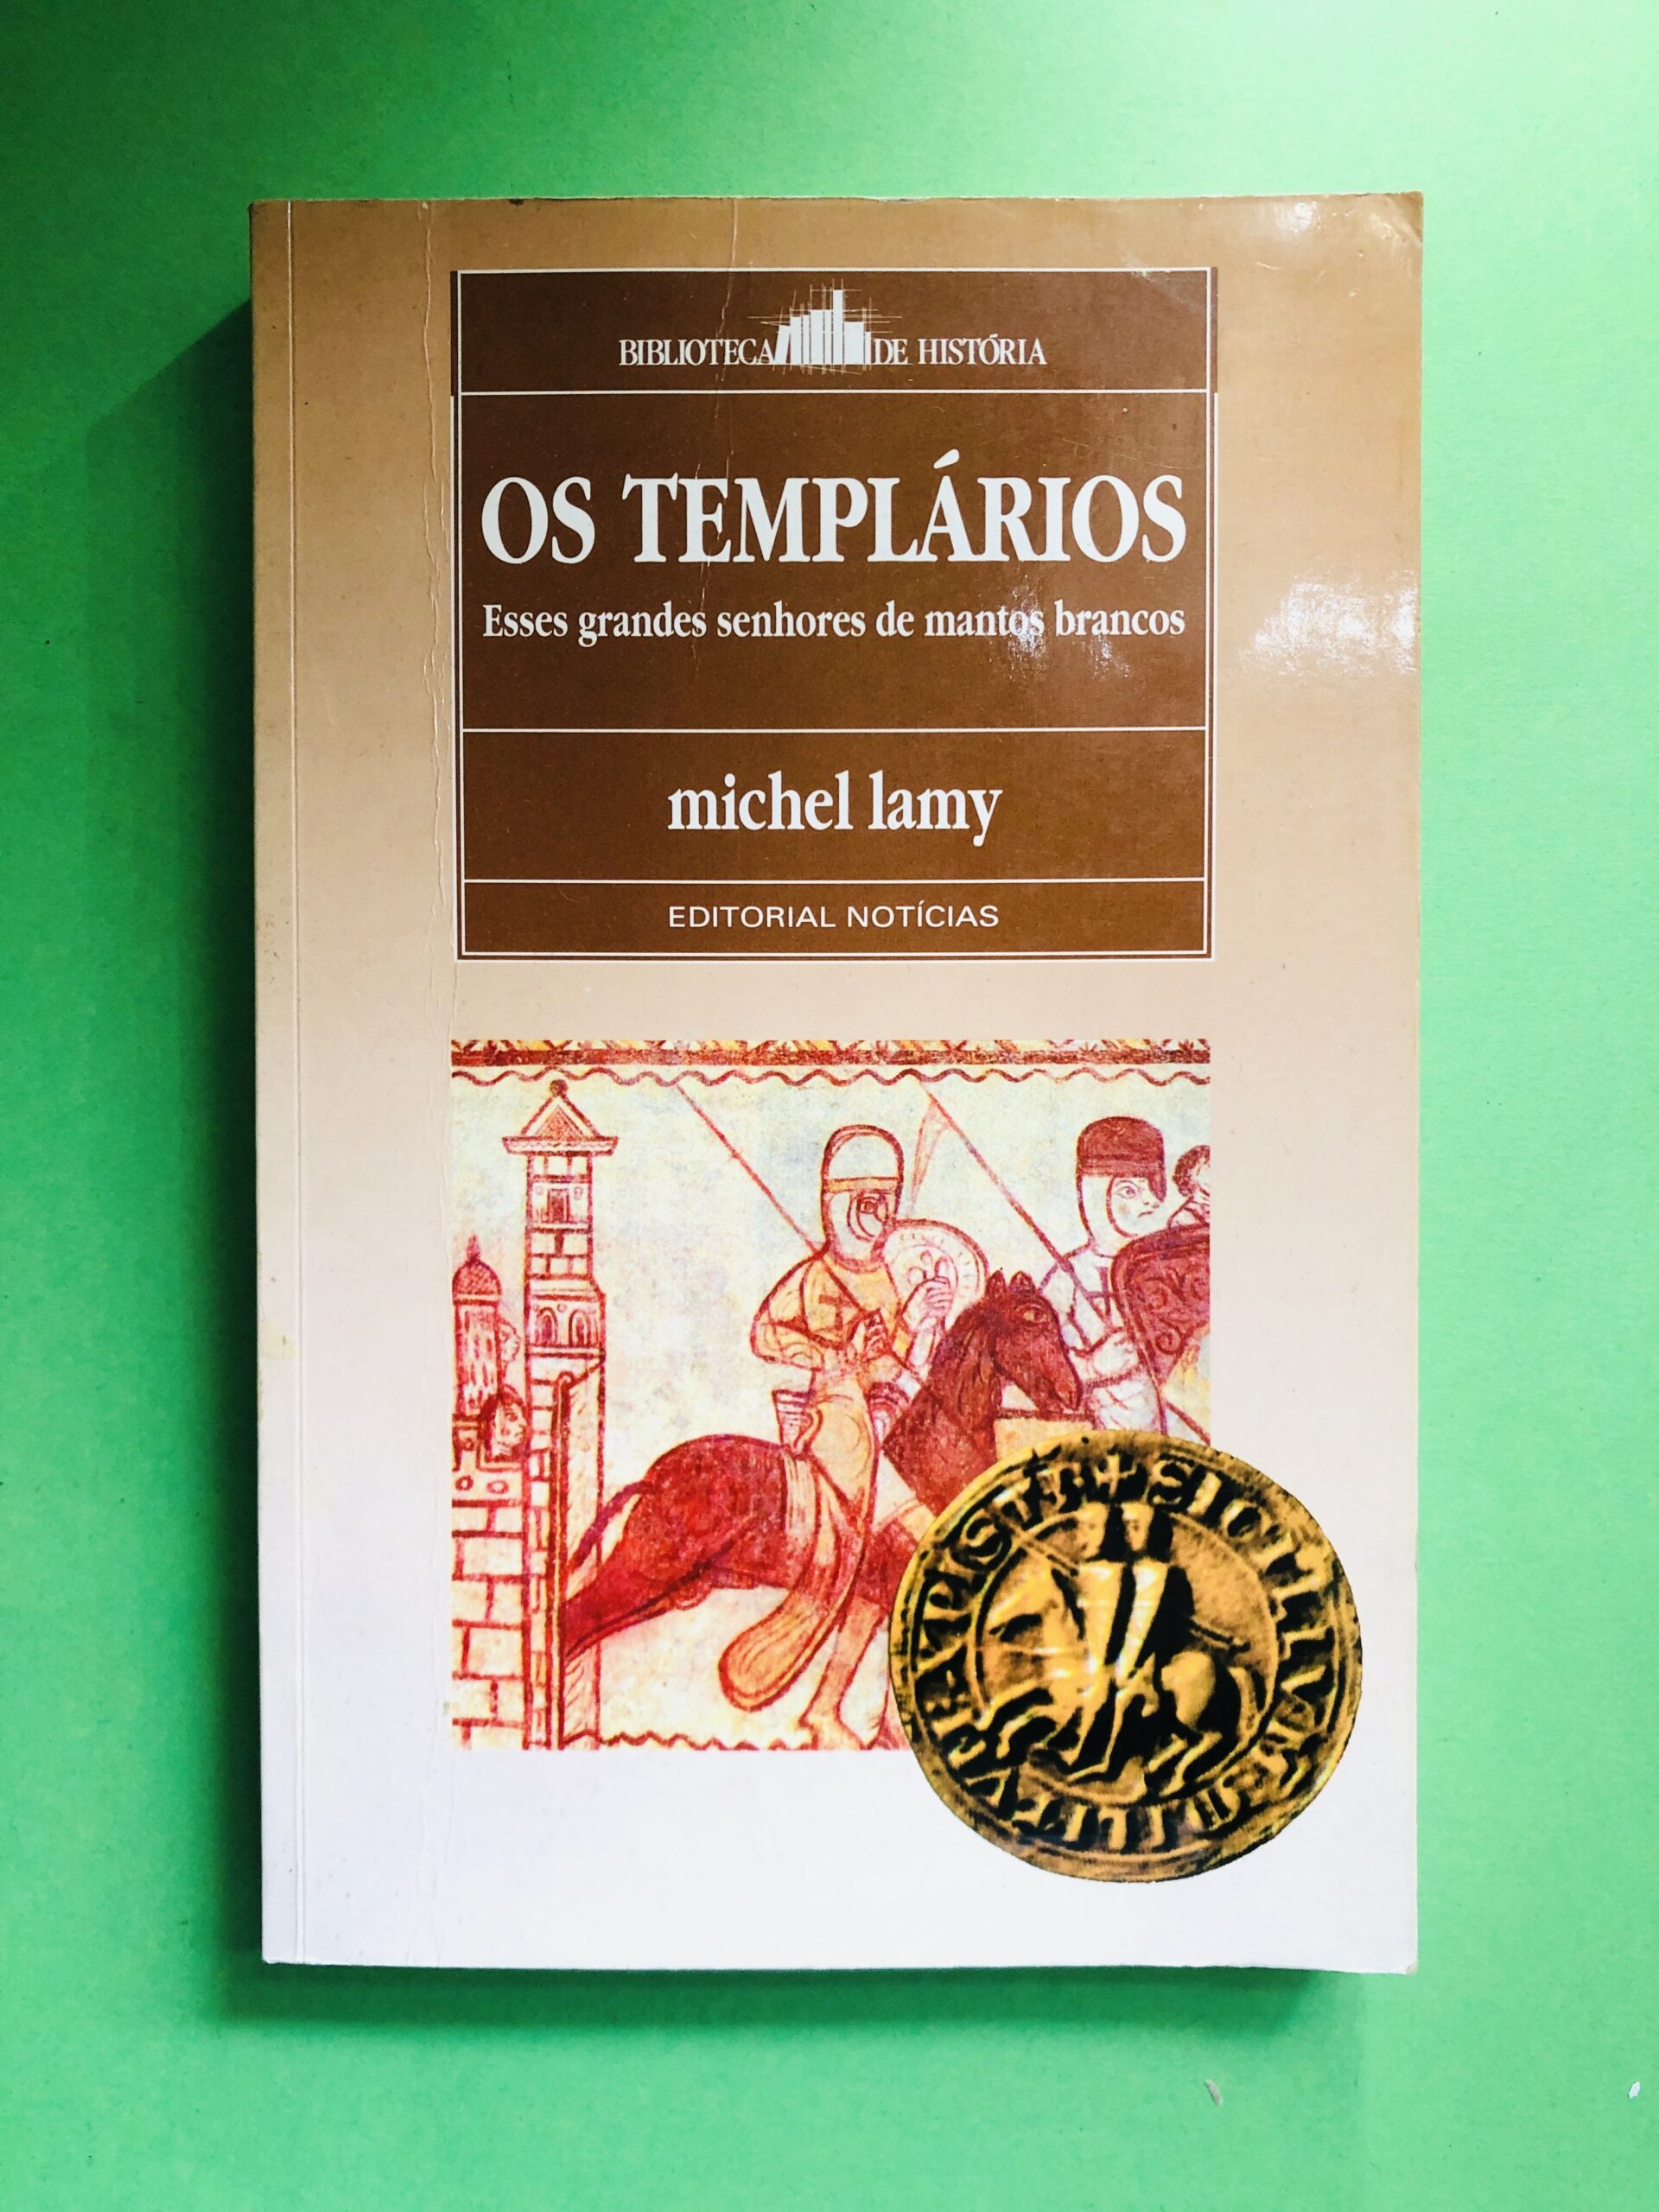 BIBLIOTECA DE HISTÓRIA
OS TEMPLÁRIOS
Esses grandes senhores de mantos brancos
michel lamy
EDITORIAL NOTÍCIAS